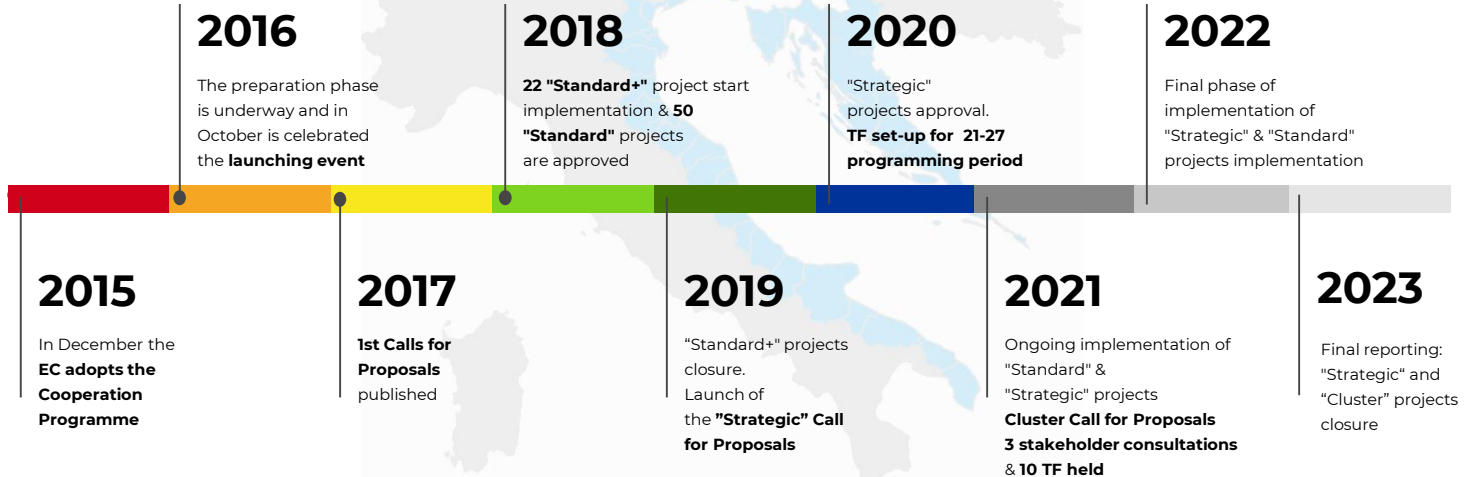 2016
The preparation phase
is underway and in
October is celebrated
the launching event
2018
22 "Standard+" project start
implementation & 50
"Standard" projects
are approved
2020
"Strategic"
projects approval.
TF set-up for 21-27
programming period
2022
Final phase of
implementation of
"Strategic" & "Standard"
projects implementation
2015
In December the
EC adopts the
Cooperation
Programme
2017
1st Calls for
Proposals
published
2019
“Standard+" projects
closure.
Launch of
the ”Strategic” Call
for Proposals
2021
Ongoing implementation of
"Standard" &
"Strategic" projects
Cluster Call for Proposals
3 stakeholder consultations
& 10 TF held
2023
Final reporting:
"Strategic“ and
“Cluster” projects
closure